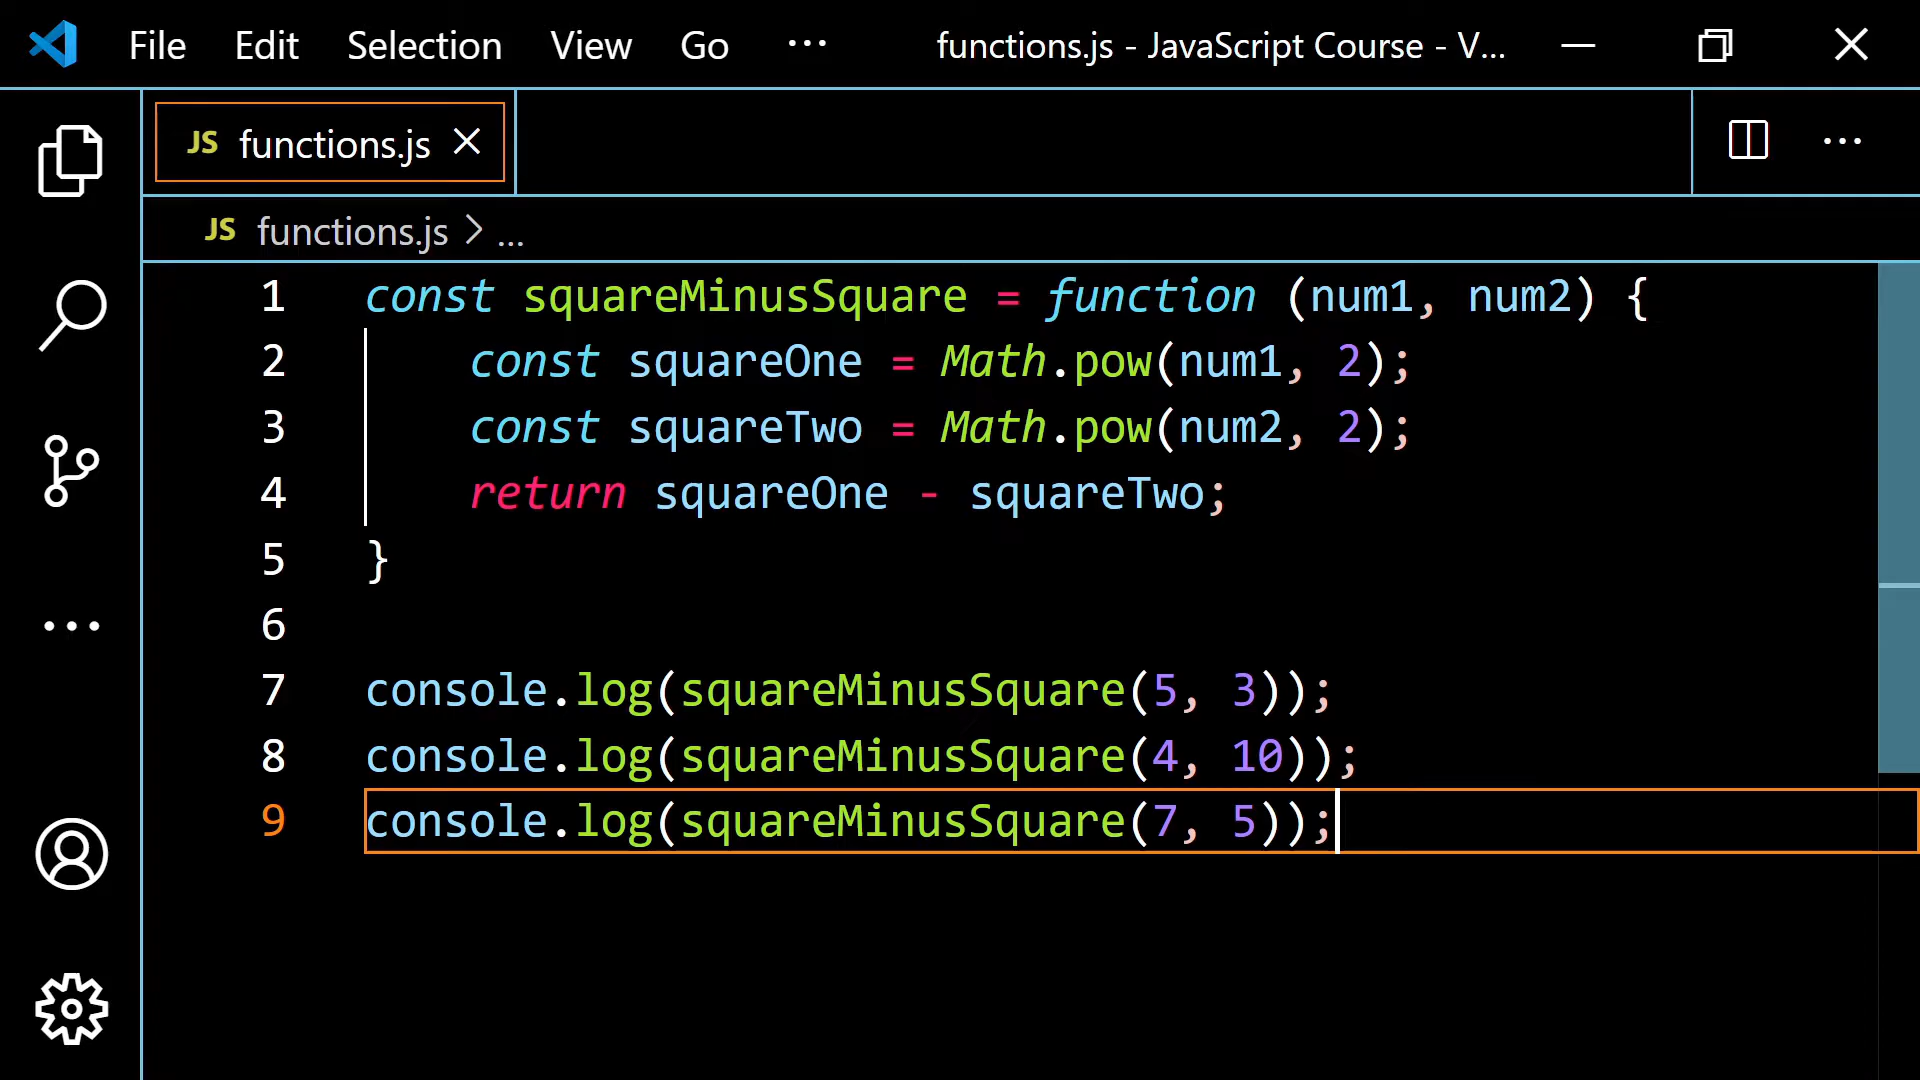 File Edit Selection View Go ... functions.js - JavaScript Course - V...
JS functions.js
JS functions.js > ...
1 const squareMinusSquare = function (num1, num2) {
2     const squareOne = Math.pow(num1, 2);
3     const squareTwo = Math.pow(num2, 2);
4     return squareOne - squareTwo;
5 }
6
7 console.log(squareMinusSquare(5, 3));
8 console.log(squareMinusSquare(4, 10));
9 console.log(squareMinusSquare(7, 5));